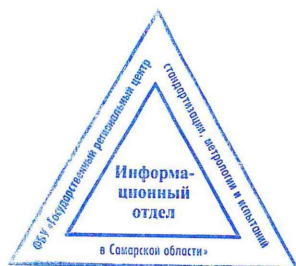 ФБУ «Государственный региональный центр
стандартизации, метрологии и испытаний
в Самарской области»
Информа-
ционный
отдел